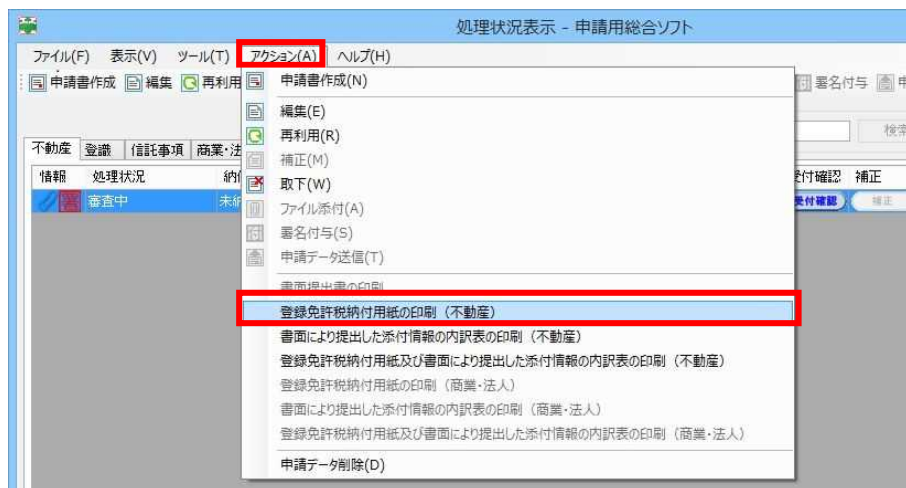 処理状況表示 - 申請用総合ソフト
ファイル(F) 表示(V) ツール(T) アクション(A) ヘルプ(H)
申請書作成 編集 再利用 署名付与
申請書作成(N)
編集(E)
再利用(R)
補正(M)
取下(W)
ファイル添付(A)
署名付与(S)
申請データ送信(T)
書面提出書の印刷
登録免許税納付用紙の印刷（不動産）
書面により提出した添付情報の内訳表の印刷（不動産）
登録免許税納付用紙及び書面により提出した添付情報の内訳表の印刷（不動産）
登録免許税納付用紙の印刷（商業・法人）
書面により提出した添付情報の内訳表の印刷（商業・法人）
登録免許税納付用紙及び書面により提出した添付情報の内訳表の印刷（商業・法人）
申請データ削除(D)
検索
不動産 登識 信託事項 商業・法
情報 処理状況 納付 受付確認 補正
審査中 未納 受付確認 補正